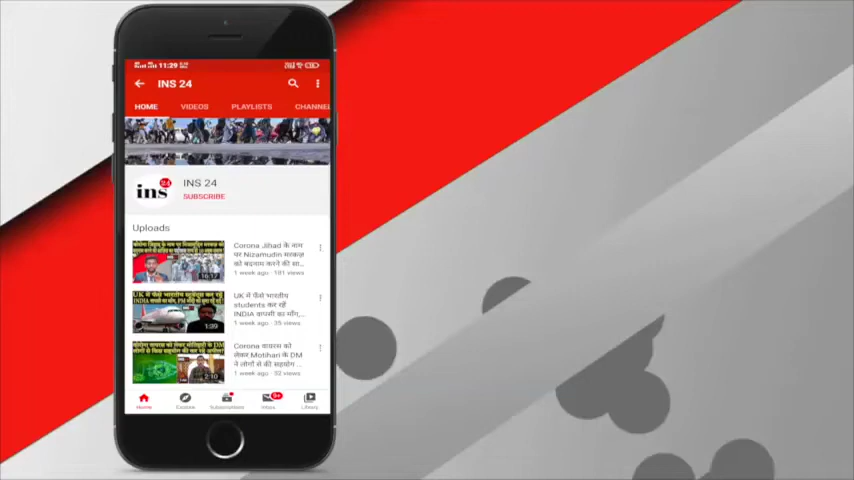 11:29
INS 24
HOME VIDEOS PLAYLISTS CHANNEL
ins 24
INS 24
SUBSCRIBE
Uploads
Corona Jihad के नाम
पर Nizamudin मरकज़
को बदनाम करने की सा...
1 week ago · 191 views
16:17
UK में फँसे भारतीय
students कर रहें
INDIA वापसी का माँग,
1 week ago · 35 views
1:39
Corona वायरस को
लेकर Motihari के DM
ने लोगों से की सहयोग ...
1 week ago · 32 views
2:10
Home Explore Subscriptions Inbox Library